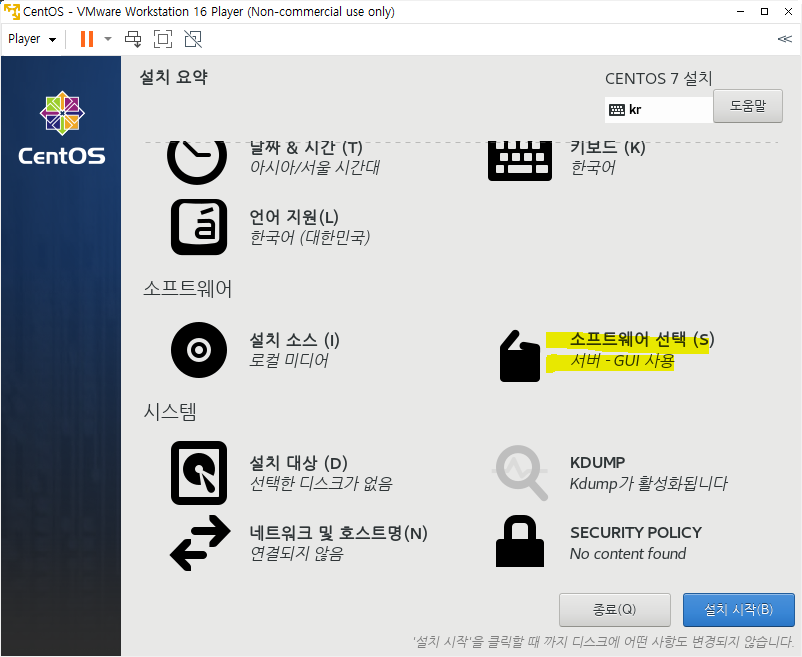 CentOS - VMware Workstation 16 Player (Non-commercial use only)
Player
설치 요약
CENTOS 7 설치
kr
도움말
CentOS
날짜 & 시간 (T)
아시아/서울 시간대
키보드 (K)
한국어
언어 지원(L)
한국어 (대한민국)
소프트웨어
설치 소스 (I)
로컬 미디어
소프트웨어 선택 (S)
서버 - GUI 사용
시스템
설치 대상 (D)
선택한 디스크가 없음
KDUMP
Kdump가 활성화됩니다
네트워크 및 호스트명(N)
연결되지 않음
SECURITY POLICY
No content found
종료(Q)
설치 시작(B)
'설치 시작'을 클릭할 때 까지 디스크에 어떤 사항도 변경되지 않습니다.